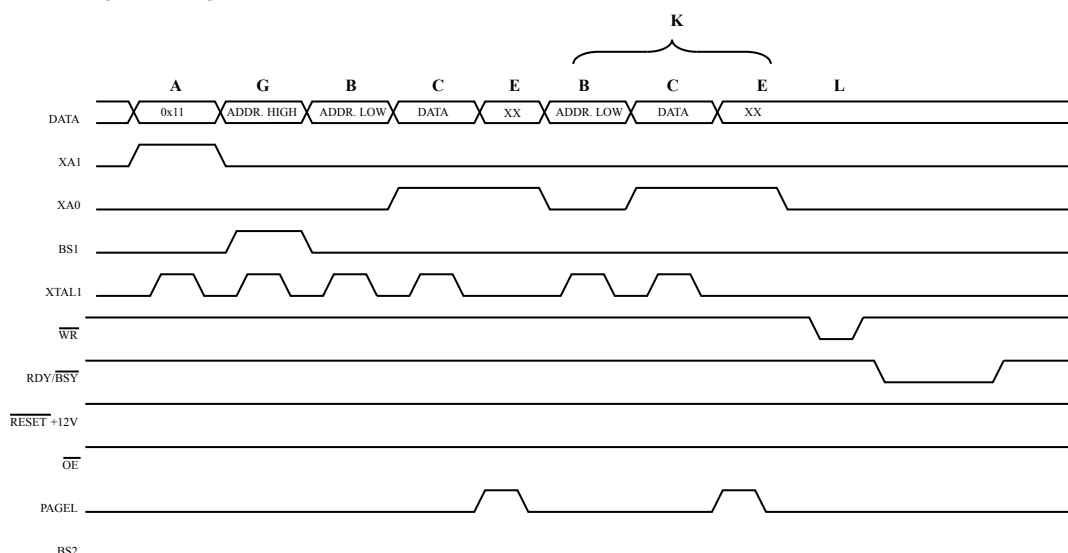 K
A G B C E B C E L
DATA 0x11 ADDR. HIGH ADDR. LOW DATA XX ADDR. LOW DATA XX
XA1
XA0
BS1
XTAL1
WR
RDY/BSY
RESET +12V
OE
PAGEL
BS2